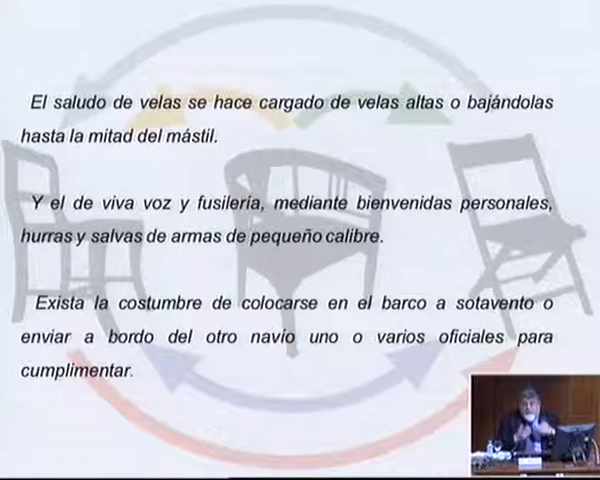 El saludo de velas se hace cargado de velas altas o bajándolas
hasta la mitad del mástil.
Y el de viva voz y fusilería, mediante bienvenidas personales,
hurras y salvas de armas de pequeño calibre.
Exista la costumbre de colocarse en el barco a sotavento o
enviar a bordo del otro navío uno o varios oficiales para
cumplimentar.